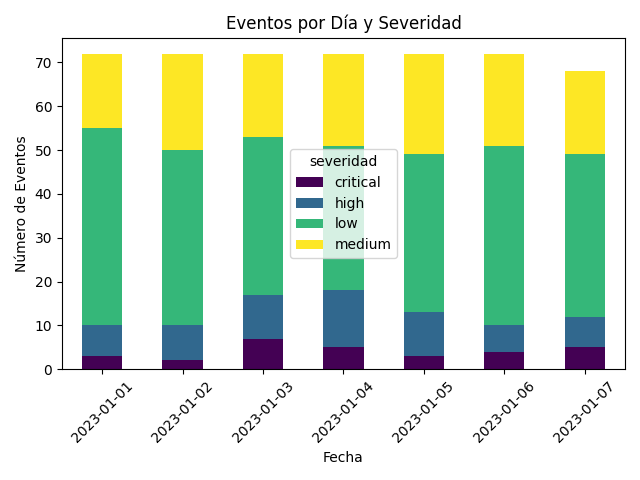 Eventos por Día y Severidad
Número de Eventos
70
60
50
40
30
20
10
0
severidad
critical
high
low
medium
2023-01-01
2023-01-02
2023-01-03
2023-01-04
2023-01-05
2023-01-06
2023-01-07
Fecha